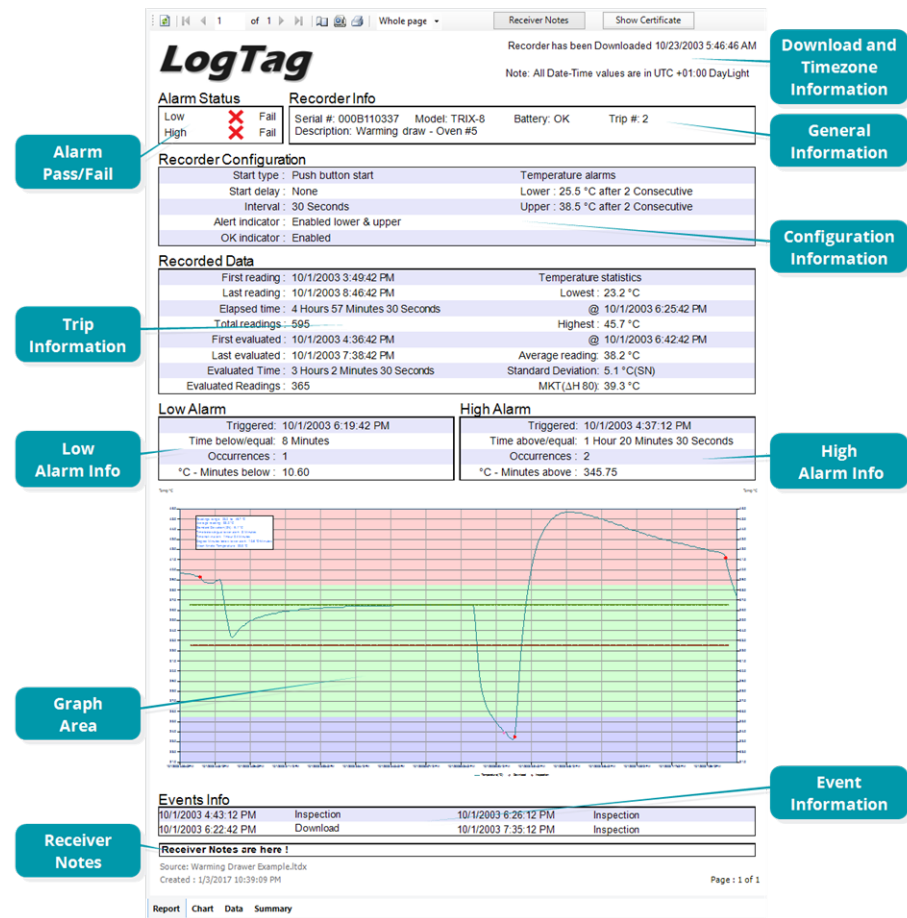 1 of 1 Whole page Receiver Notes Show Certificate
LogTag
Recorder has been Downloaded 10/23/2003 5:46:46 AM
Note: All Date-Time values are in UTC +01:00 DayLight
Download and
Timezone
Information
Alarm Status
Low Fail
High Fail
Alarm
Pass/Fail
Recorder Info
Serial #: 000B110337 Model: TRIX-8 Battery: OK Trip #: 2
Description: Warming draw - Oven #5
General
Information
Recorder Configuration
Start type : Push button start Temperature alarms
Start delay : None Lower : 25.5 °C after 2 Consecutive
Interval : 30 Seconds Upper : 38.5 °C after 2 Consecutive
Alert indicator : Enabled lower & upper
OK indicator : Enabled
Configuration
Information
Recorded Data
First reading : 10/1/2003 3:49:42 PM Temperature statistics
Last reading : 10/1/2003 8:46:42 PM Lowest : 23.2 °C
Elapsed time : 4 Hours 57 Minutes 30 Seconds @ 10/1/2003 6:25:42 PM
Total readings : 595 Highest : 45.7 °C
First evaluated : 10/1/2003 4:36:42 PM @ 10/1/2003 6:42:42 PM
Last evaluated : 10/1/2003 7:38:42 PM Average reading: 38.2 °C
Evaluated Time : 3 Hours 2 Minutes 30 Seconds Standard Deviation: 5.1 °C(SN)
Evaluated Readings : 365 MKT(ΔH 80): 39.3 °C
Trip
Information
Low Alarm
Triggered: 10/1/2003 6:19:42 PM
Time below/equal: 8 Minutes
Occurrences : 1
°C - Minutes below : 10.60
Low
Alarm Info
High Alarm
Triggered: 10/1/2003 4:37:12 PM
Time above/equal: 1 Hour 20 Minutes 30 Seconds
Occurrences : 2
°C - Minutes above : 345.75
High
Alarm Info
Graph
Area
Events Info
10/1/2003 4:43:12 PM Inspection 10/1/2003 6:26:12 PM Inspection
10/1/2003 6:22:42 PM Download 10/1/2003 7:35:12 PM Inspection
Event
Information
Receiver Notes are here !
Receiver
Notes
Source: Warming Drawer Example.ltdx
Created : 1/3/2017 10:39:09 PM
Page : 1 of 1
Report Chart Data Summary